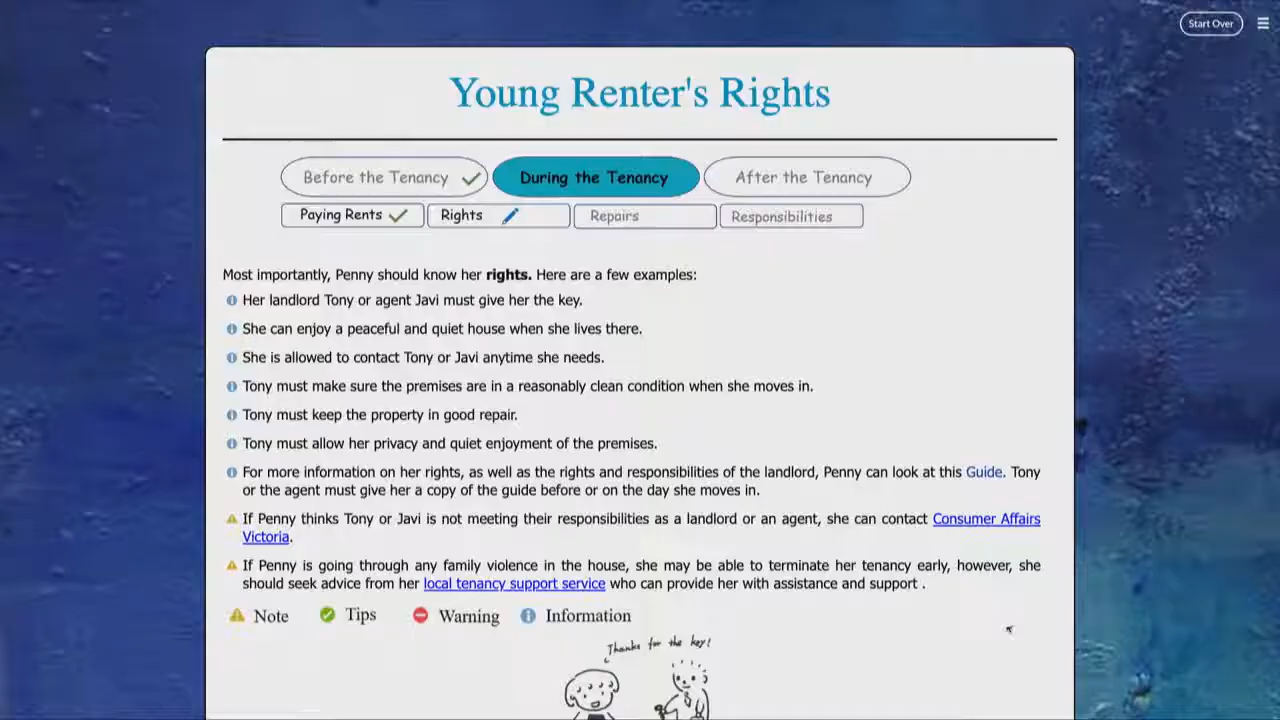 Start Over
Young Renter's Rights
Before the Tenancy
During the Tenancy
After the Tenancy
Paying Rents
Rights
Repairs
Responsibilities
Most importantly, Penny should know her rights. Here are a few examples:
Her landlord Tony or agent Javi must give her the key.
She can enjoy a peaceful and quiet house when she lives there.
She is allowed to contact Tony or Javi anytime she needs.
Tony must make sure the premises are in a reasonably clean condition when she moves in.
Tony must keep the property in good repair.
Tony must allow her privacy and quiet enjoyment of the premises.
For more information on her rights, as well as the rights and responsibilities of the landlord, Penny can look at this Guide. Tony
or the agent must give her a copy of the guide before or on the day she moves in.
If Penny thinks Tony or Javi is not meeting their responsibilities as a landlord or an agent, she can contact Consumer Affairs
Victoria.
If Penny is going through any family violence in the house, she may be able to terminate her tenancy early, however, she
should seek advice from her local tenancy support service who can provide her with assistance and support .
Note
Tips
Warning
Information
Thanks for the key!